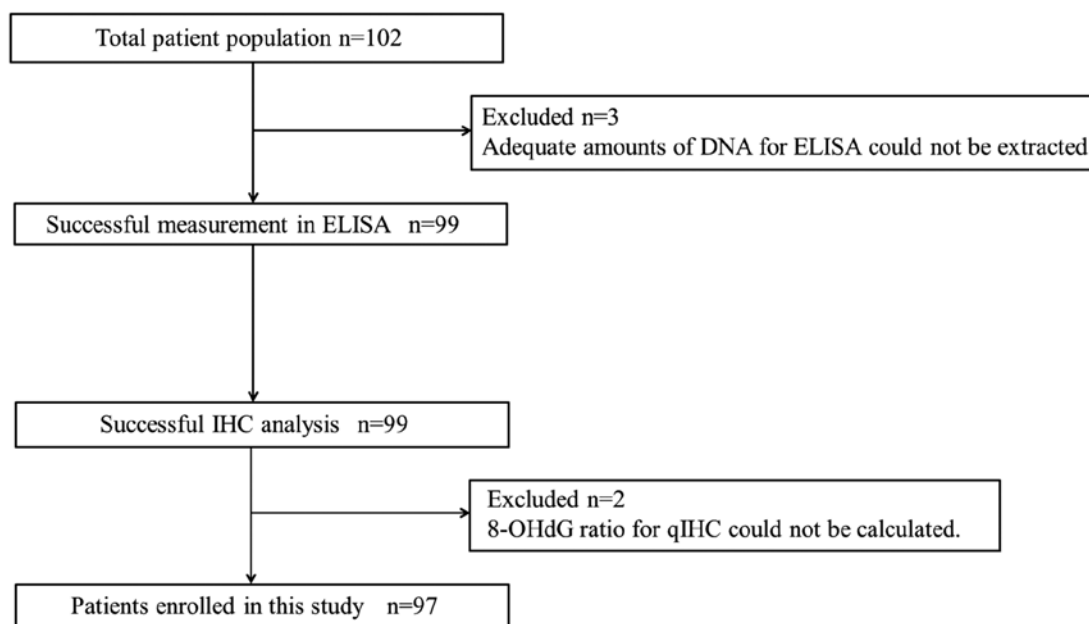 Total patient population n=102
Excluded n=3
Adequate amounts of DNA for ELISA could not be extracted
Successful measurement in ELISA n=99
Successful IHC analysis n=99
Excluded n=2
8-OHdG ratio for qIHC could not be calculated.
Patients enrolled in this study n=97